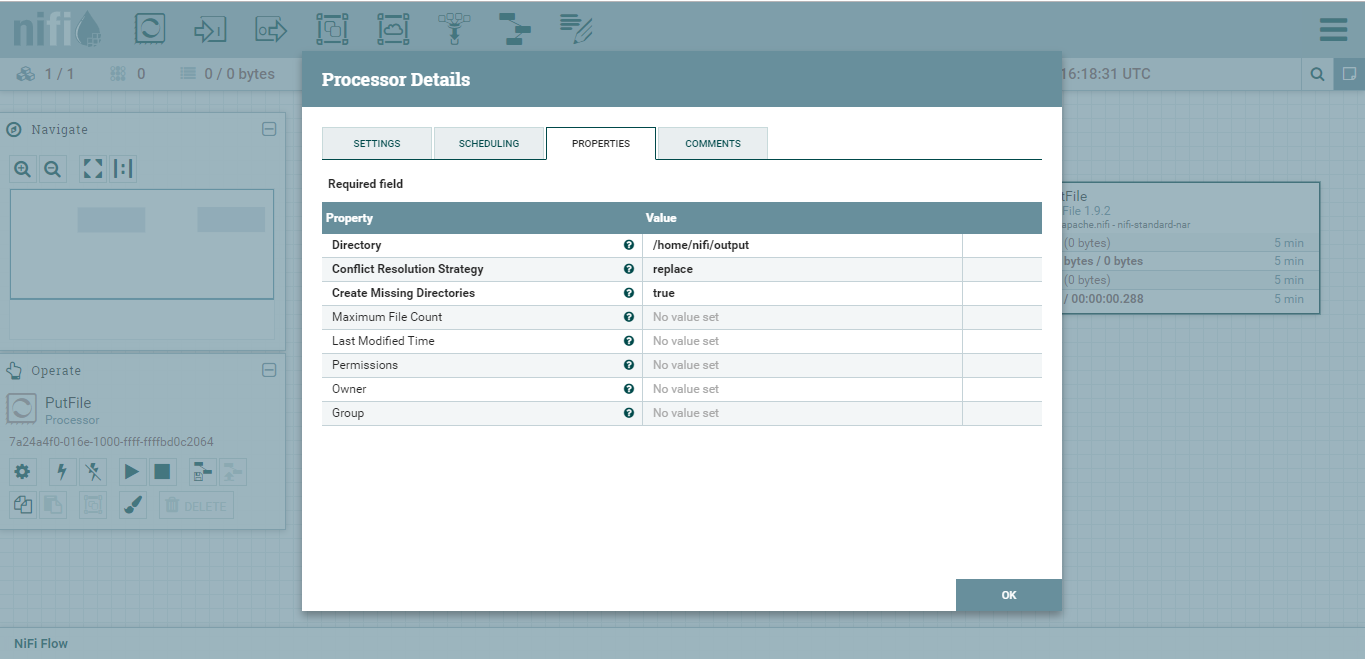 nifi
1 / 1
0
0 / 0 bytes
16:18:31 UTC
Processor Details
Navigate
SETTINGS
SCHEDULING
PROPERTIES
COMMENTS
Required field
Property
Value
Directory
/home/nifi/output
Conflict Resolution Strategy
replace
Create Missing Directories
true
Maximum File Count
No value set
Last Modified Time
No value set
Permissions
No value set
Owner
No value set
Group
No value set
OK
tFile
File 1.9.2
apache.nifi - nifi-standard-nar
(0 bytes)
5 min
bytes / 0 bytes
5 min
(0 bytes)
5 min
/ 00:00:00.288
5 min
Operate
PutFile
Processor
7a24a4f0-016e-1000-ffff-ffffbd0c2064
DELETE
NiFi Flow